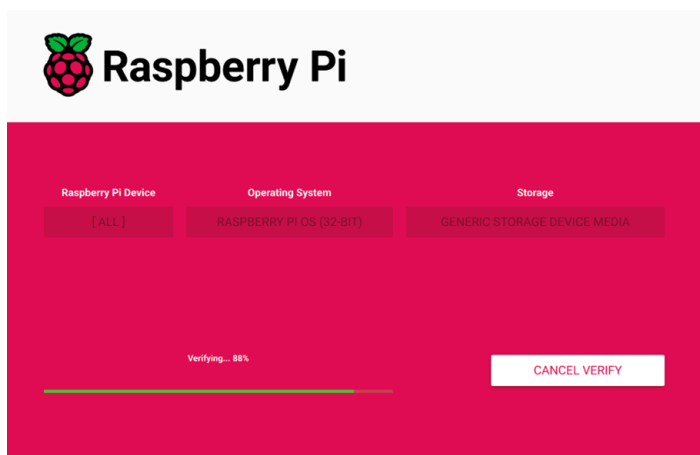 Raspberry Pi
Raspberry Pi Device
Operating System
Storage
[ ALL ]
RASPBERRY PI OS (32-BIT)
GENERIC STORAGE DEVICE MEDIA
Verifying... 88%
CANCEL VERIFY